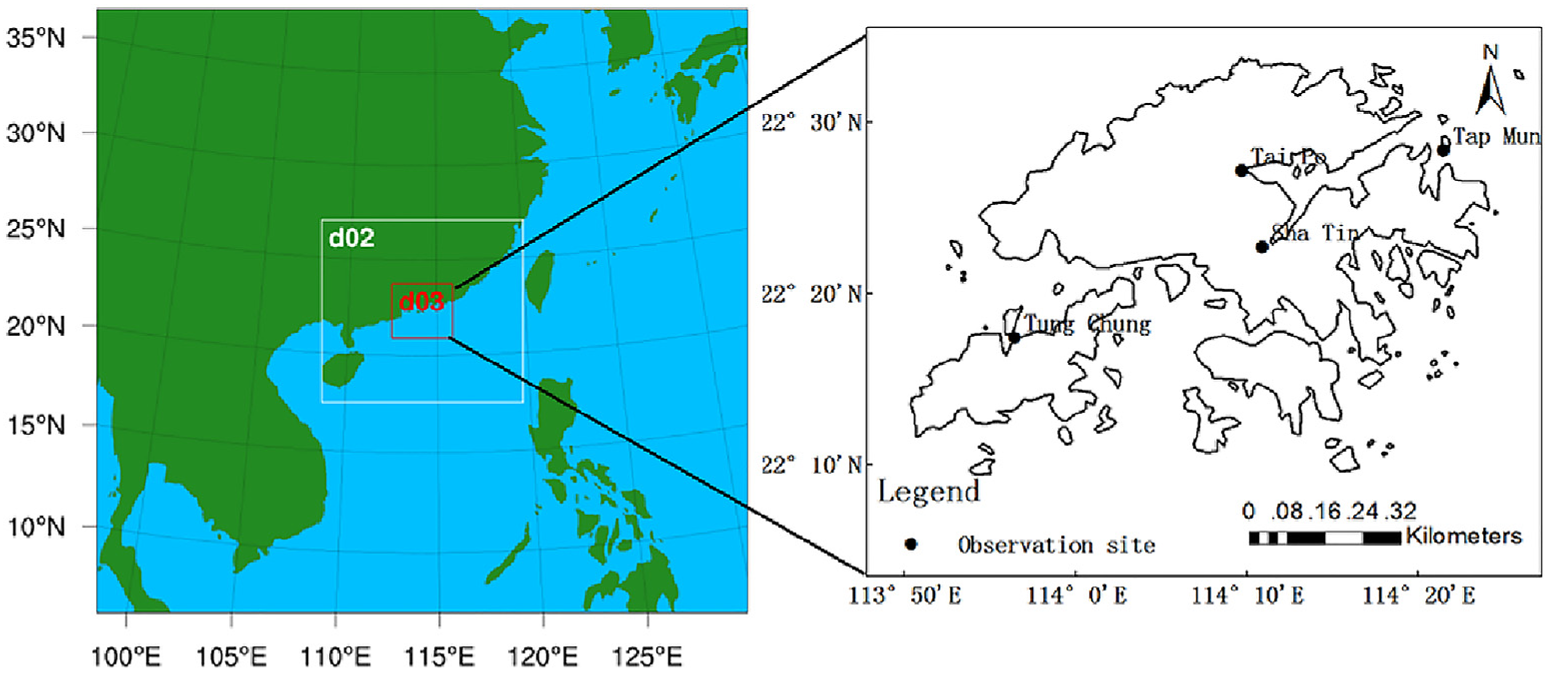 35°N
30°N
25°N
20°N
15°N
10°N
100°E 105°E 110°E 115°E 120°E 125°E
d02
d03
22° 30'N
22° 20'N
22° 10'N
113° 50'E 114° 0'E 114° 10'E 114° 20'E
N
Tap Mun
Tai Po
Sha Tin
Tung Chung
Legend
Observation site
0 .08.16.24.32
Kilometers